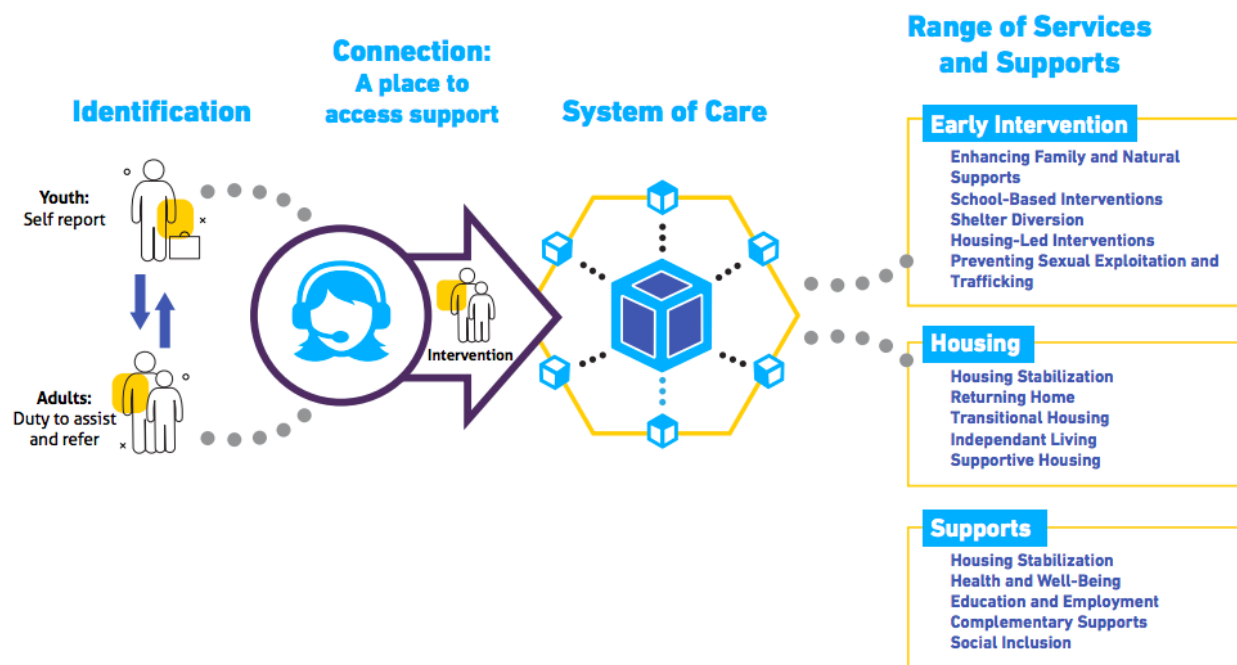 Identification
Youth:
Self report
Adults:
Duty to assist
and refer
Connection:
A place to
access support
Intervention
System of Care
Range of Services
and Supports
Early Intervention
Enhancing Family and Natural
Supports
School-Based Interventions
Shelter Diversion
Housing-Led Interventions
Preventing Sexual Exploitation and
Trafficking
Housing
Housing Stabilization
Returning Home
Transitional Housing
Independant Living
Supportive Housing
Supports
Housing Stabilization
Health and Well-Being
Education and Employment
Complementary Supports
Social Inclusion